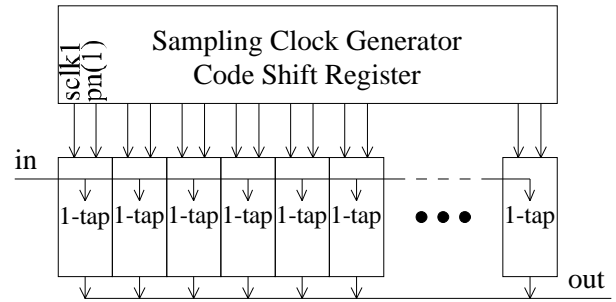 Sampling Clock Generator
Code Shift Register
sclk1
pn(1)
in
1-tap 1-tap 1-tap 1-tap 1-tap 1-tap 1-tap
out